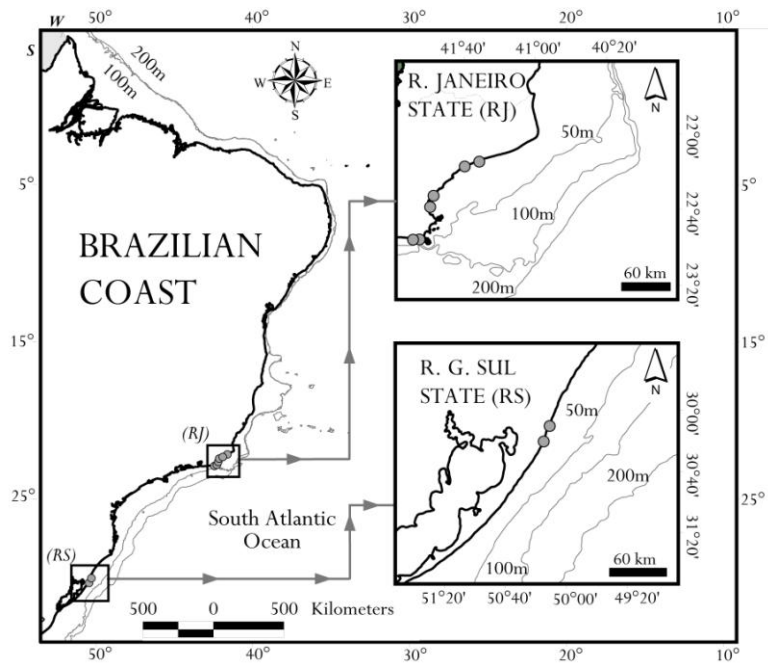 W
50°
40°
30°
20°
10°
S
200m
100m
N
W
E
S
5°
15°
25°
BRAZILIAN
COAST
(RJ)
(RS)
South Atlantic
Ocean
500
0
500
Kilometers
41°40'
41°00'
40°20'
R. JANEIRO
STATE (RJ)
N
50m
100m
200m
60 km
22°00'
22°40'
23°20'
5°
15°
25°
R. G. SUL
STATE (RS)
N
50m
200m
100m
60 km
30°00'
30°40'
31°20'
51°20'
50°40'
50°00'
49°20'
50°
40°
30°
20°
10°